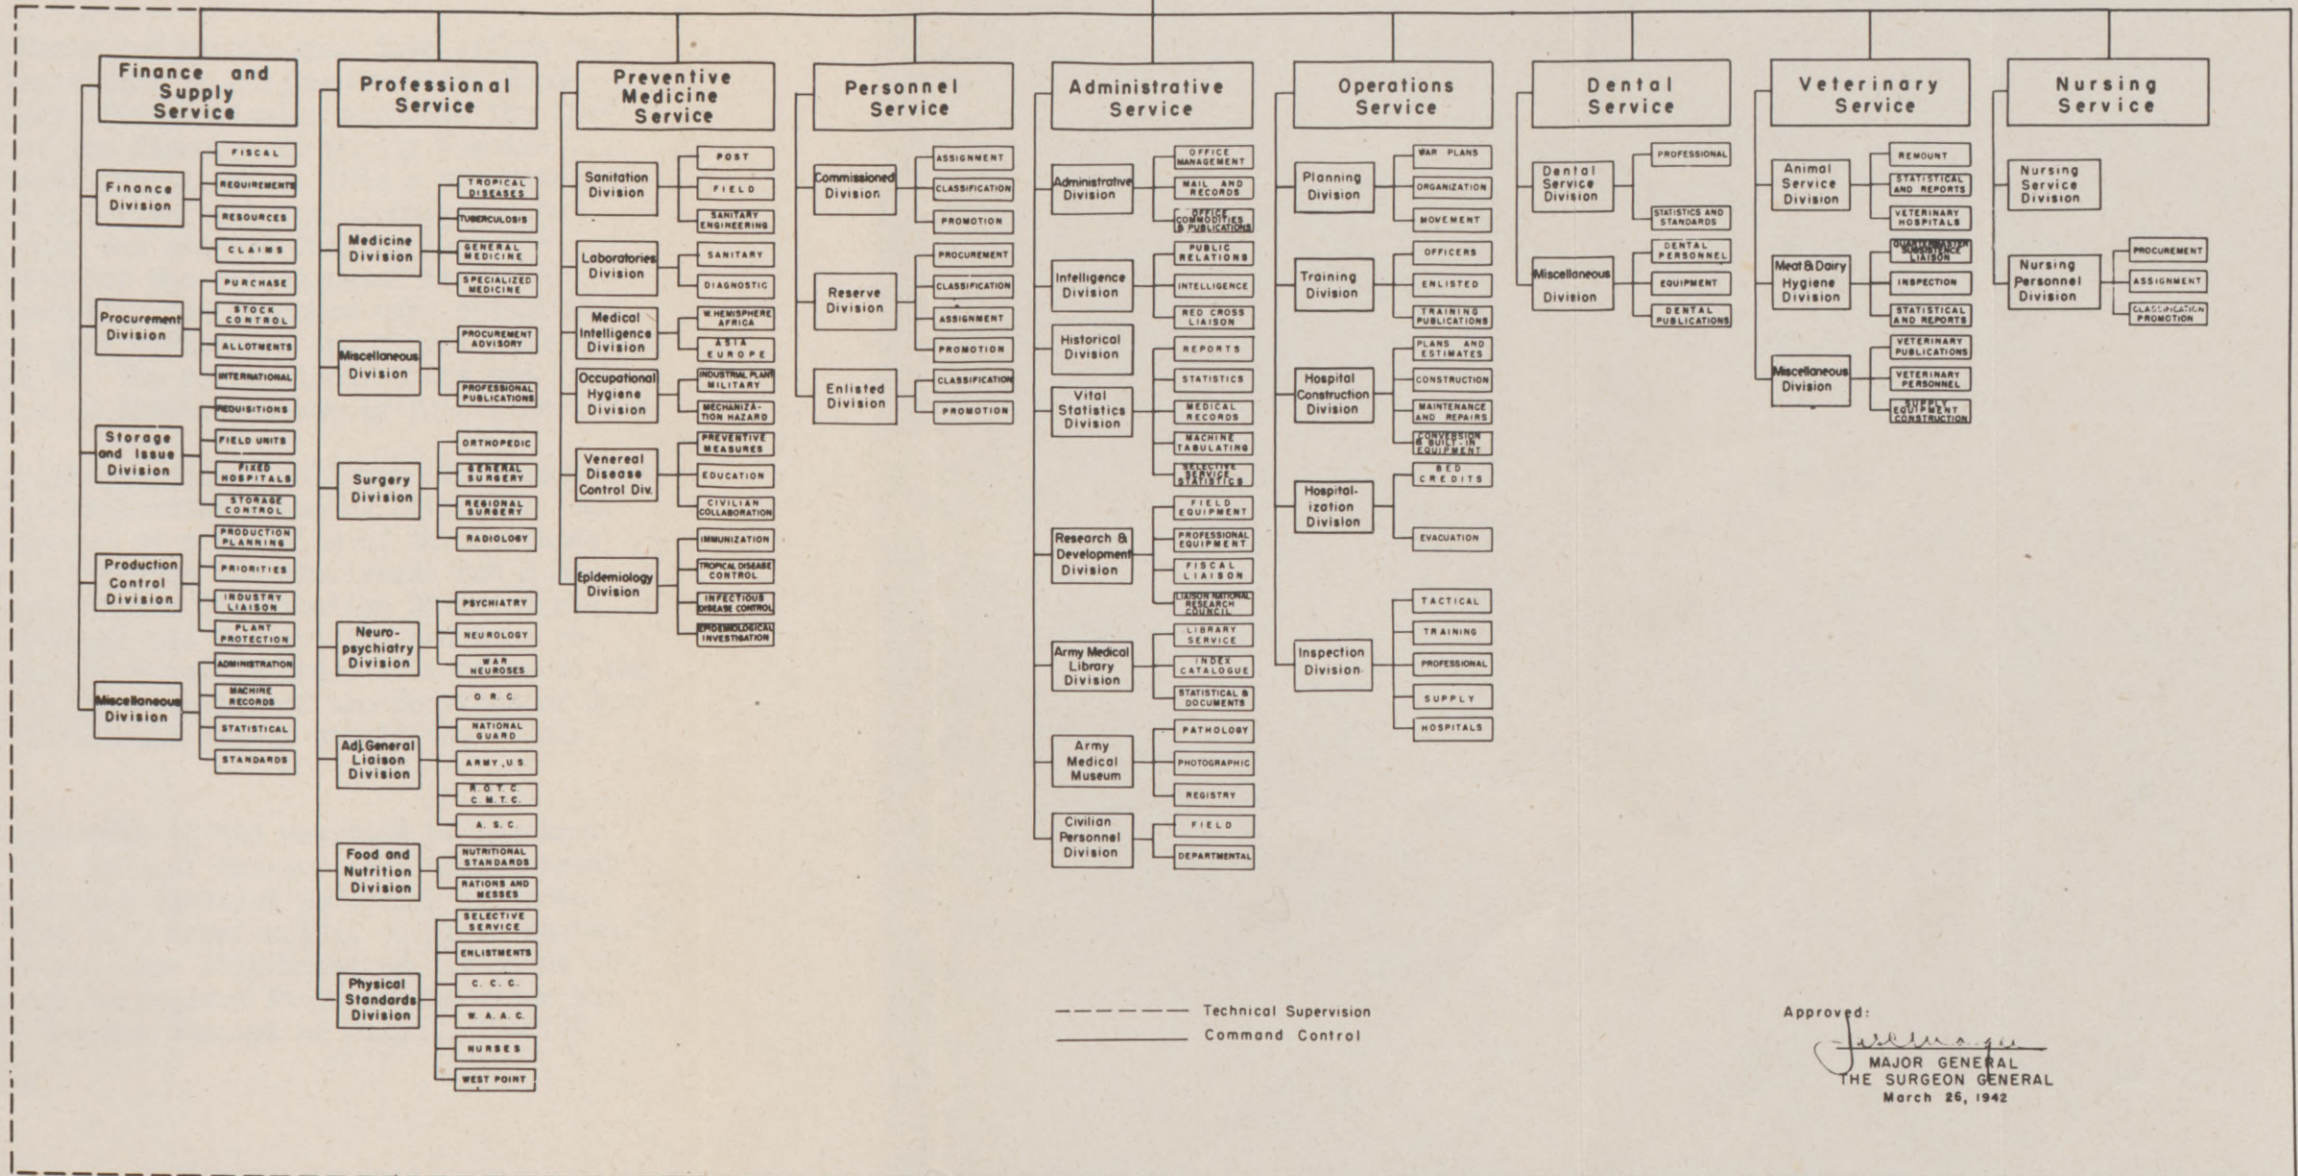 Finance and
Supply
Service
Finance
Division
FISCAL
REQUIREMENTS
RESOURCES
CLAIMS
Procurement
Division
PURCHASE
STOCK
CONTROL
ALLOTMENTS
INTERNATIONAL
Storage
and Issue
Division
REQUISITIONS
FIELD UNITS
FIXED
HOSPITALS
STORAGE
CONTROL
Production
Control
Division
PRODUCTION
PLANNING
PRIORITIES
INDUSTRY
LIAISON
PLANT
PROTECTION
Miscellaneous
Division
ADMINISTRATION
MACHINE
RECORDS
STATISTICAL
STANDARDS
Professional
Service
Medicine
Division
TROPICAL
DISEASES
TUBERCULOSIS
GENERAL
MEDICINE
SPECIALIZED
MEDICINE
Miscellaneous
Division
PROCUREMENT
ADVISORY
PROFESSIONAL
PUBLICATIONS
Surgery
Division
ORTHOPEDIC
GENERAL
SURGERY
REGIONAL
SURGERY
RADIOLOGY
Neuro-
psychiatry
Division
PSYCHIATRY
NEUROLOGY
WAR
NEUROSES
Adj. General
Liaison
Division
O. R. C.
NATIONAL
GUARD
ARMY, U.S.
R. O. T. C.
C. M. T. C.
A. S. C.
Food and
Nutrition
Division
NUTRITIONAL
STANDARDS
RATIONS AND
MESSES
Physical
Standards
Division
SELECTIVE
SERVICE
ENLISTMENTS
C. C. C.
W. A. A. C.
NURSES
WEST POINT
Preventive
Medicine
Service
Sanitation
Division
POST
FIELD
SANITARY
ENGINEERING
Laboratories
Division
SANITARY
DIAGNOSTIC
Medical
Intelligence
Division
W. HEMISPHERE
AFRICA
ASIA
EUROPE
Occupational
Hygiene
Division
INDUSTRIAL PLANT
MILITARY
MECHANIZA-
TION HAZARD
Venereal
Disease
Control Div.
PREVENTIVE
MEASURES
EDUCATION
CIVILIAN
COLLABORATION
Epidemiology
Division
IMMUNIZATION
TROPICAL DISEASE
CONTROL
INFECTIOUS
DISEASE CONTROL
EPIDEMIOLOGICAL
INVESTIGATION
Personnel
Service
Commissioned
Division
ASSIGNMENT
CLASSIFICATION
PROMOTION
Reserve
Division
PROCUREMENT
CLASSIFICATION
ASSIGNMENT
PROMOTION
Enlisted
Division
CLASSIFICATION
PROMOTION
Administrative
Service
Administrative
Division
OFFICE
MANAGEMENT
MAIL AND
RECORDS
OFFICE
COMMODITIES
& PUBLICATIONS
Intelligence
Division
PUBLIC
RELATIONS
INTELLIGENCE
RED CROSS
LIAISON
Historical
Division
Vital
Statistics
Division
REPORTS
STATISTICS
MEDICAL
RECORDS
MACHINE
TABULATING
SELECTIVE
SERVICE
STATISTICS
Research &
Development
Division
FIELD
EQUIPMENT
PROFESSIONAL
EQUIPMENT
FISCAL
LIAISON
LIAISON NATIONAL
RESEARCH
COUNCIL
Army Medical
Library
Division
LIBRARY
SERVICE
INDEX
CATALOGUE
STATISTICAL &
DOCUMENTS
Army
Medical
Museum
PATHOLOGY
PHOTOGRAPHIC
REGISTRY
Civilian
Personnel
Division
FIELD
DEPARTMENTAL
Operations
Service
Planning
Division
WAR PLANS
ORGANIZATION
MOVEMENT
Training
Division
OFFICERS
ENLISTED
TRAINING
PUBLICATIONS
Hospital
Construction
Division
PLANS AND
ESTIMATES
CONSTRUCTION
MAINTENANCE
AND REPAIRS
CONVERSION
& BUILT-IN
EQUIPMENT
Hospital-
ization
Division
BED
CREDITS
EVACUATION
Inspection
Division
TACTICAL
TRAINING
PROFESSIONAL
SUPPLY
HOSPITALS
Dental
Service
Dental
Service
Division
PROFESSIONAL
STATISTICS AND
STANDARDS
Miscellaneous
Division
DENTAL
PERSONNEL
EQUIPMENT
DENTAL
PUBLICATIONS
Veterinary
Service
Animal
Service
Division
REMOUNT
STATISTICAL
AND REPORTS
VETERINARY
HOSPITALS
Meat & Dairy
Hygiene
Division
QUARTERMASTER
SUBSISTENCE
LIAISON
INSPECTION
STATISTICAL
AND REPORTS
Miscellaneous
Division
VETERINARY
PUBLICATIONS
VETERINARY
PERSONNEL
SUPPLY
EQUIPMENT
CONSTRUCTION
Nursing
Service
Nursing
Service
Division
Nursing
Personnel
Division
PROCUREMENT
ASSIGNMENT
CLASSIFICATION
PROMOTION
Technical Supervision
Command Control
Approved:
MAJOR GENERAL
THE SURGEON GENERAL
March 26, 1942